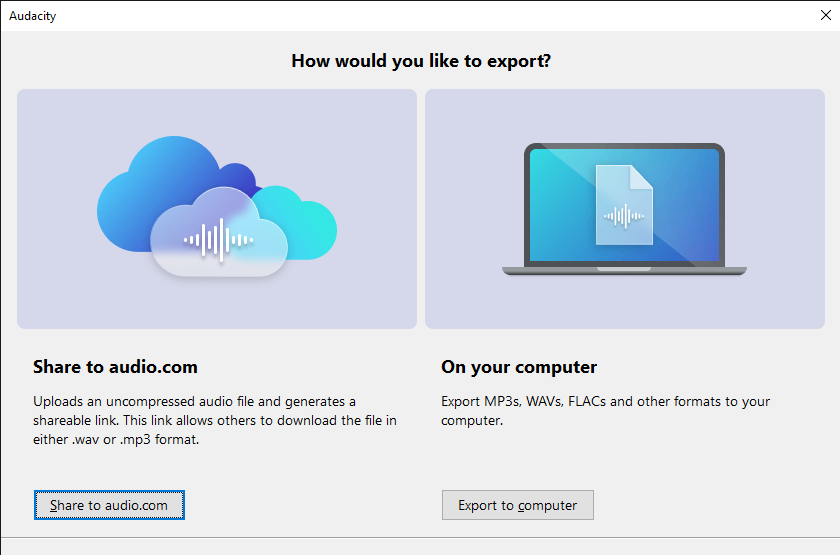 Audacity
How would you like to export?
Share to audio.com
Uploads an uncompressed audio file and generates a
shareable link. This link allows others to download the file in
either .wav or .mp3 format.
Share to audio.com
On your computer
Export MP3s, WAVs, FLACs and other formats to your
computer.
Export to computer